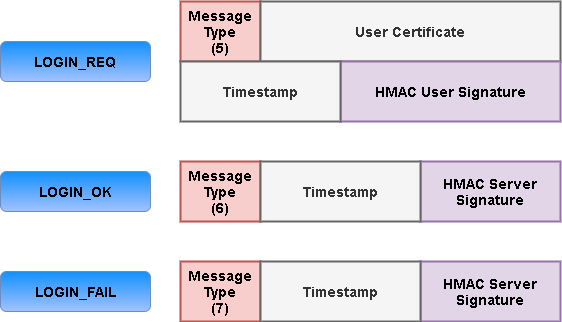 LOGIN_REQ
Message
Type
(5)
User Certificate
Timestamp
HMAC User Signature
LOGIN_OK
Message
Type
(6)
Timestamp
HMAC Server
Signature
LOGIN_FAIL
Message
Type
(7)
Timestamp
HMAC Server
Signature